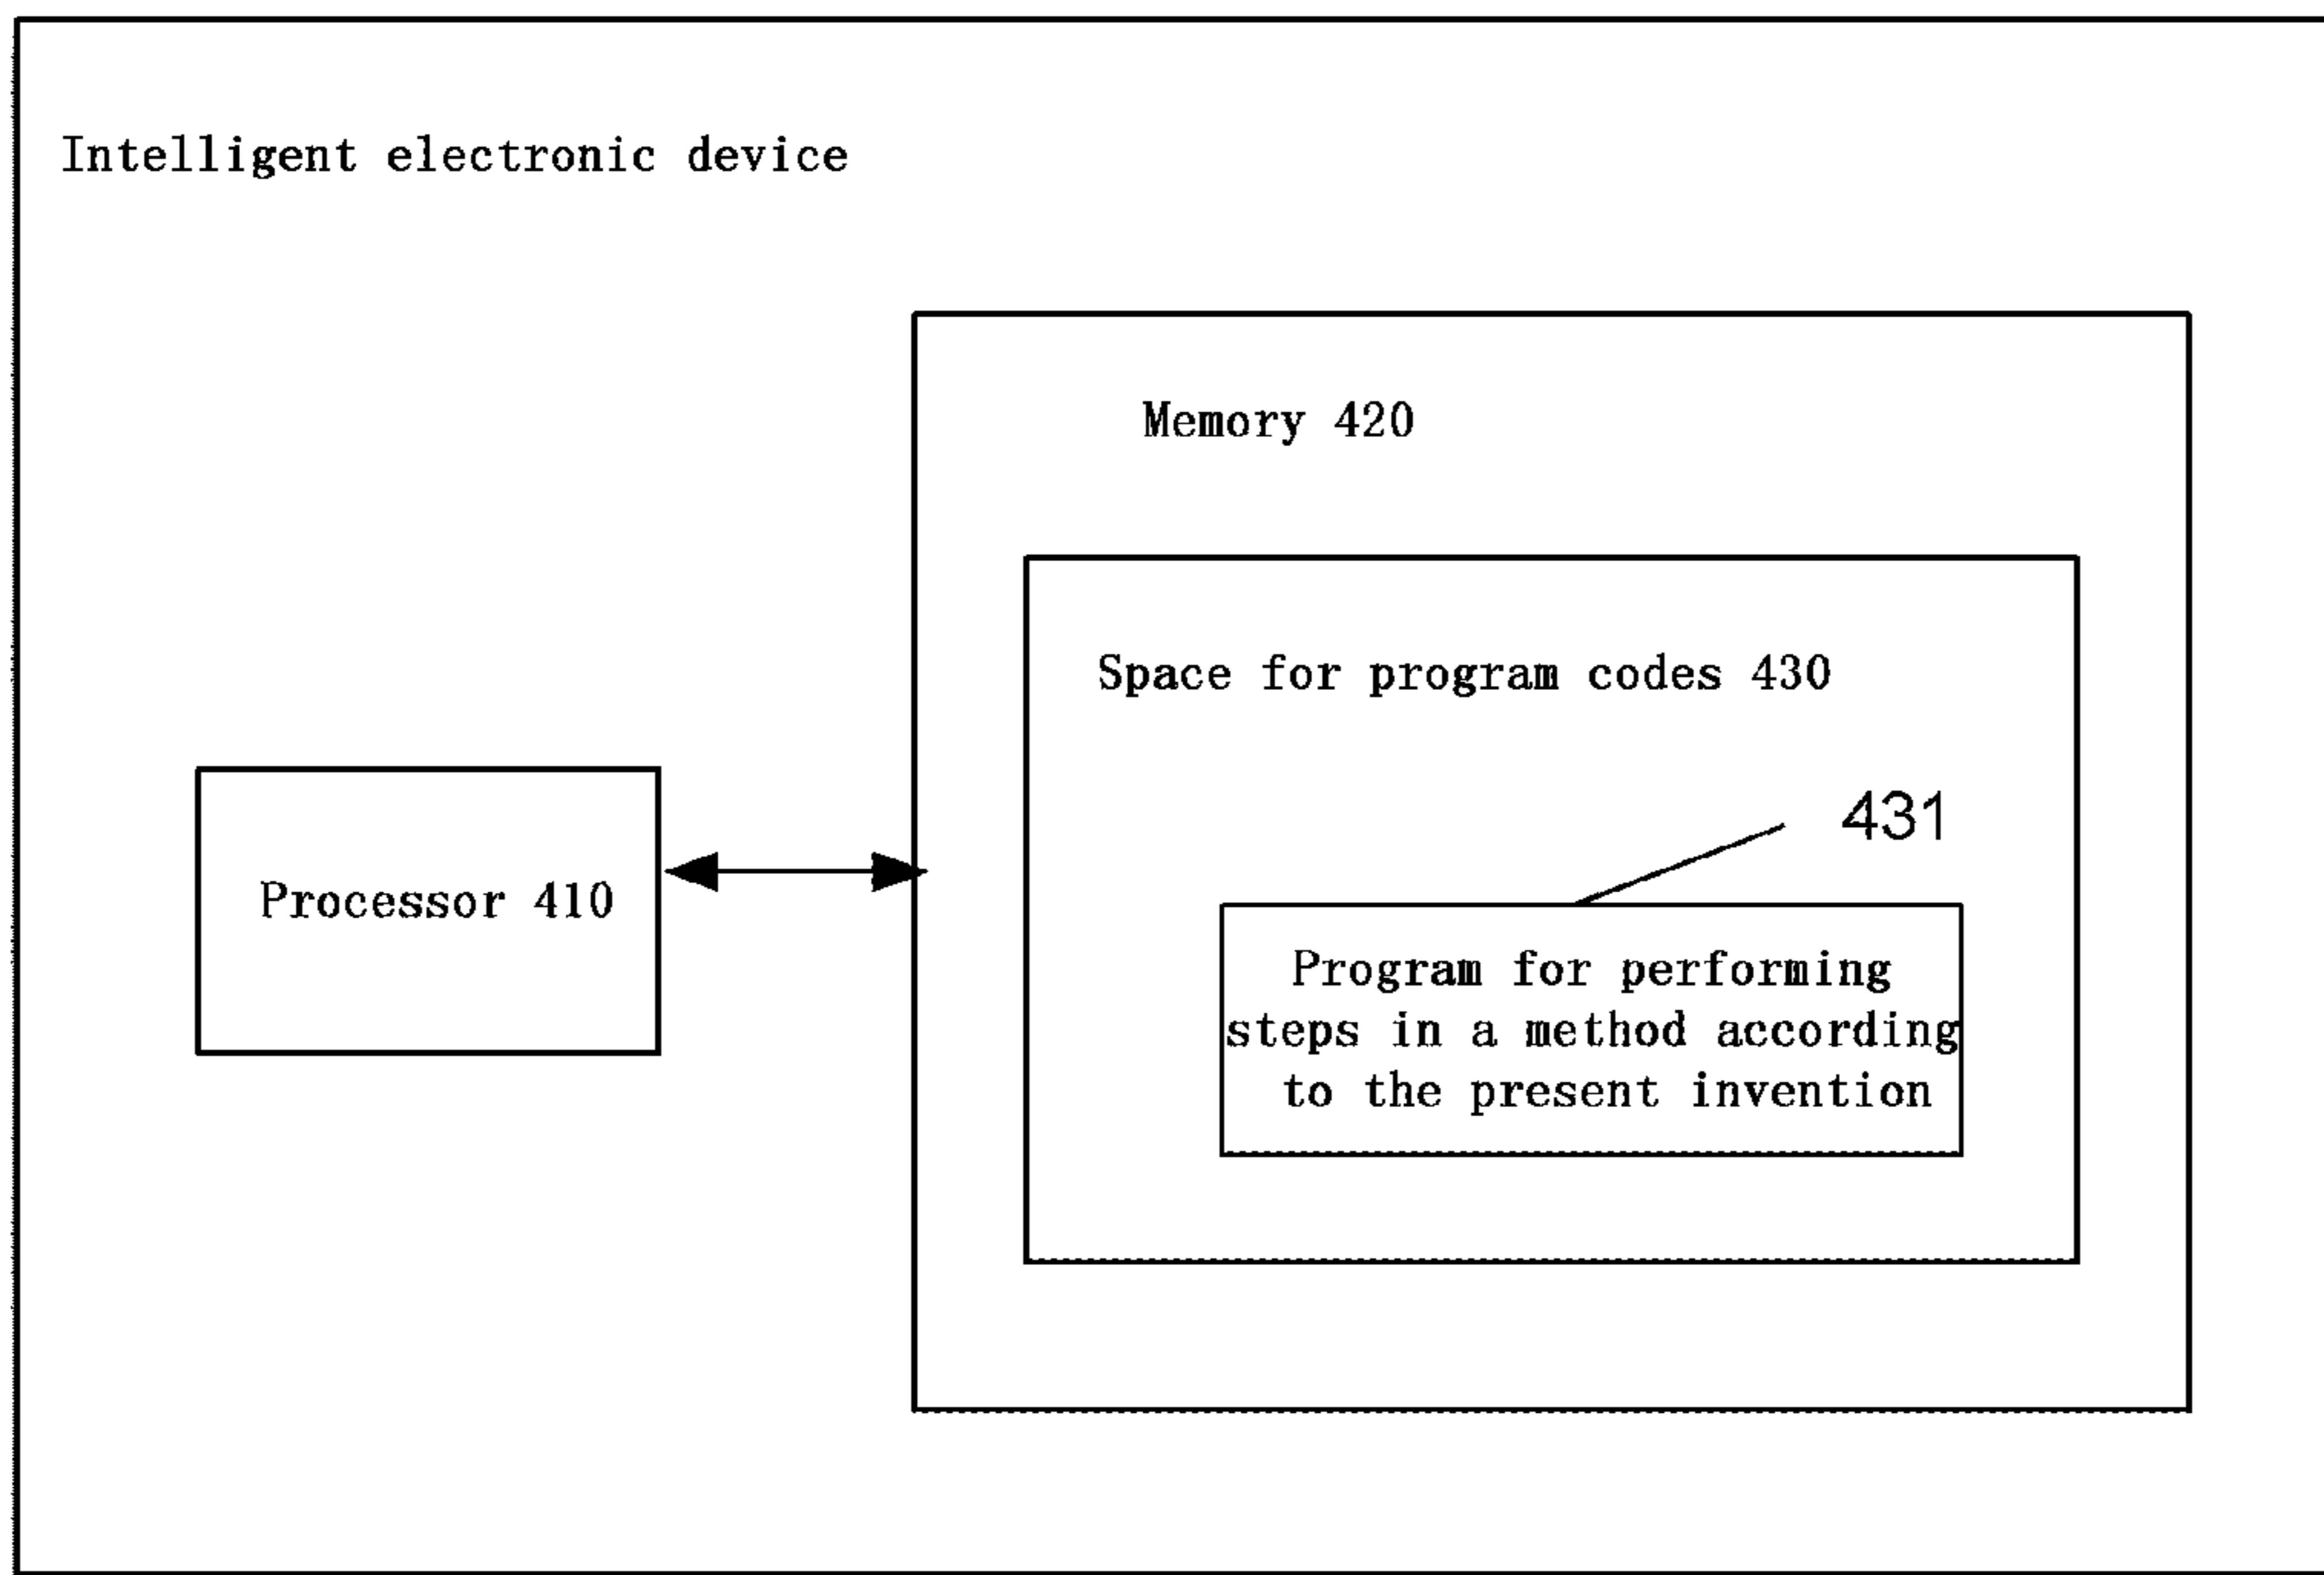 Intelligent electronic device
Memory 420
Space for program codes 430
431
Processor 410
Program for performing
steps in a method according
to the present invention